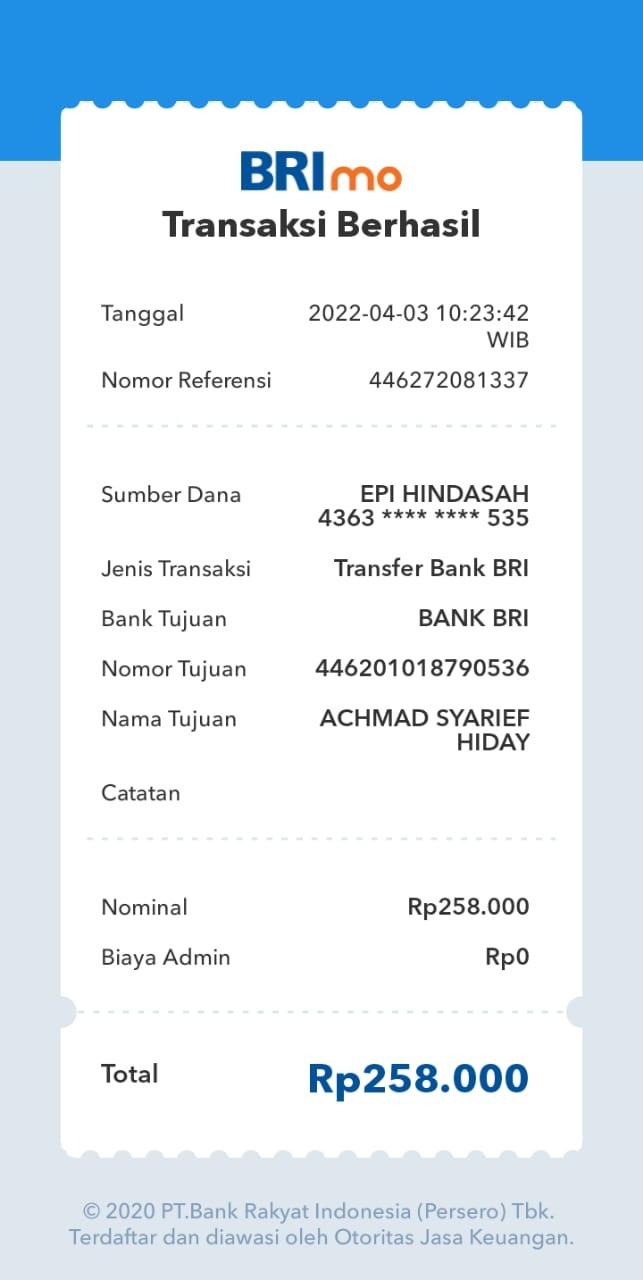 BRImo
Transaksi Berhasil
Tanggal 2022-04-03 10:23:42
WIB
Nomor Referensi 446272081337
Sumber Dana EPI HINDASAH
4363 **** **** 535
Jenis Transaksi Transfer Bank BRI
Bank Tujuan BANK BRI
Nomor Tujuan 446201018790536
Nama Tujuan ACHMAD SYARIEF
HIDAY
Catatan
Nominal Rp258.000
Biaya Admin Rp0
Total Rp258.000
© 2020 PT.Bank Rakyat Indonesia (Persero) Tbk.
Terdaftar dan diawasi oleh Otoritas Jasa Keuangan.